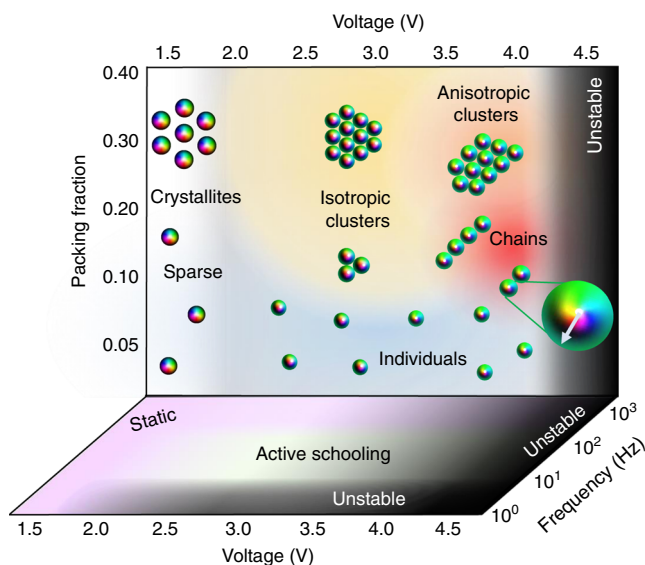 Voltage (V)
1.5 2.0 2.5 3.0 3.5 4.0 4.5
0.40
0.30
0.20
0.10
0.05
Packing fraction
Anisotropic
clusters
Unstable
Crystallites
Isotropic
clusters
Chains
Sparse
Individuals
Static
Active schooling
Unstable
Unstable
10³
10²
10¹
10⁰
Frequency (Hz)
1.5 2.0 2.5 3.0 3.5 4.0 4.5
Voltage (V)